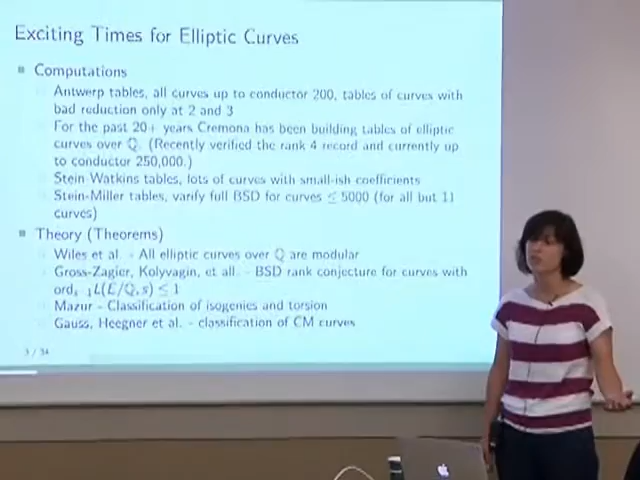 Exciting Times for Elliptic Curves
Computations
Antwerp tables, all curves up to conductor 200, tables of curves with
bad reduction only at 2 and 3
For the past 20+ years Cremona has been building tables of elliptic
curves over ℚ. (Recently verified the rank 4 record and currently up
to conductor 250,000.)
Stein Watkins tables, lots of curves with small-ish coefficients
Stein-Miller tables, varify full BSD for curves ≤ 5000 (for all but 11
curves)
Theory (Theorems)
Wiles et al. - All elliptic curves over ℚ are modular
Gross-Zagier, Kolyvagin, et all. - BSD rank conjecture for curves with
ord, 1 L(E/ℚ, s) ≤ 1
Mazur - Classification of isogenies and torsion
Gauss, Heegner et al. - classification of CM curves
3 / 34